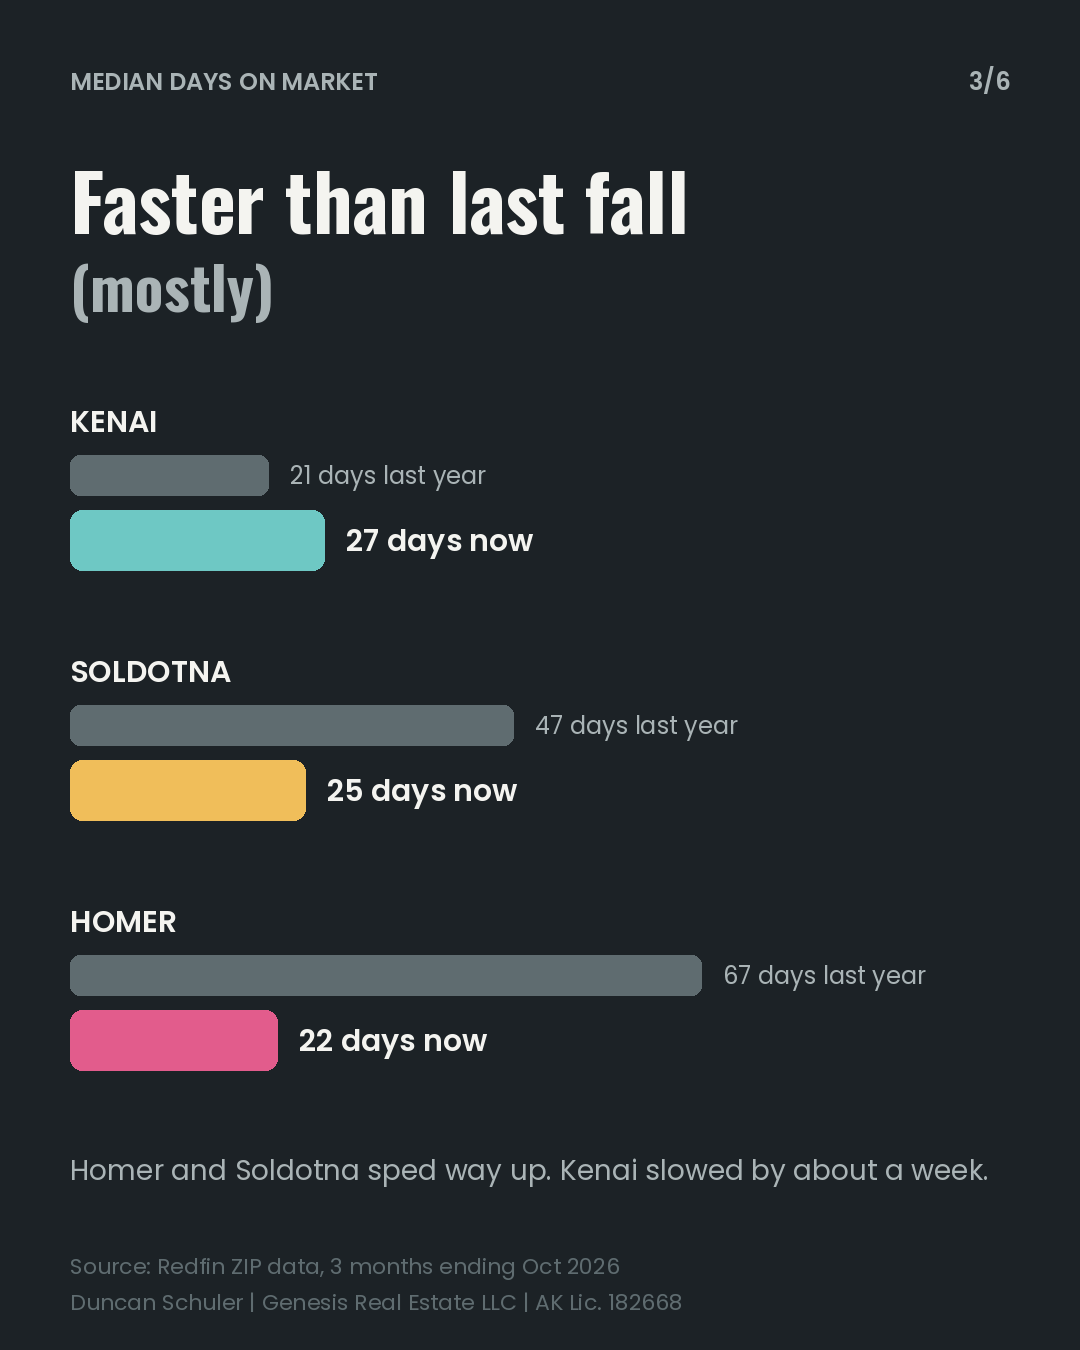 MEDIAN DAYS ON MARKET
3/6
Faster than last fall
(mostly)
KENAI
21 days last year
27 days now
SOLDOTNA
47 days last year
25 days now
HOMER
67 days last year
22 days now
Homer and Soldotna sped way up. Kenai slowed by about a week.
Source: Redfin ZIP data, 3 months ending Oct 2026
Duncan Schuler | Genesis Real Estate LLC | AK Lic. 182668